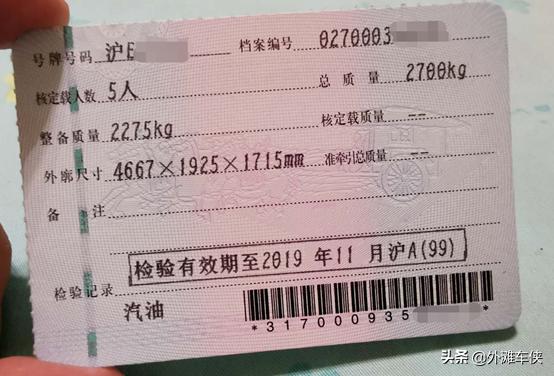 号牌号码 沪E 档案编号 0270003
核定载人数 5人 总质量 2700kg
整备质量 2275kg 核定载质量 --
外廓尺寸 4667×1925×1715mm 准牵引总质量 --
备注
检验有效期至2019 年11 月沪A(99)
检验记录
汽油
*317000935
头条 @外滩车侠